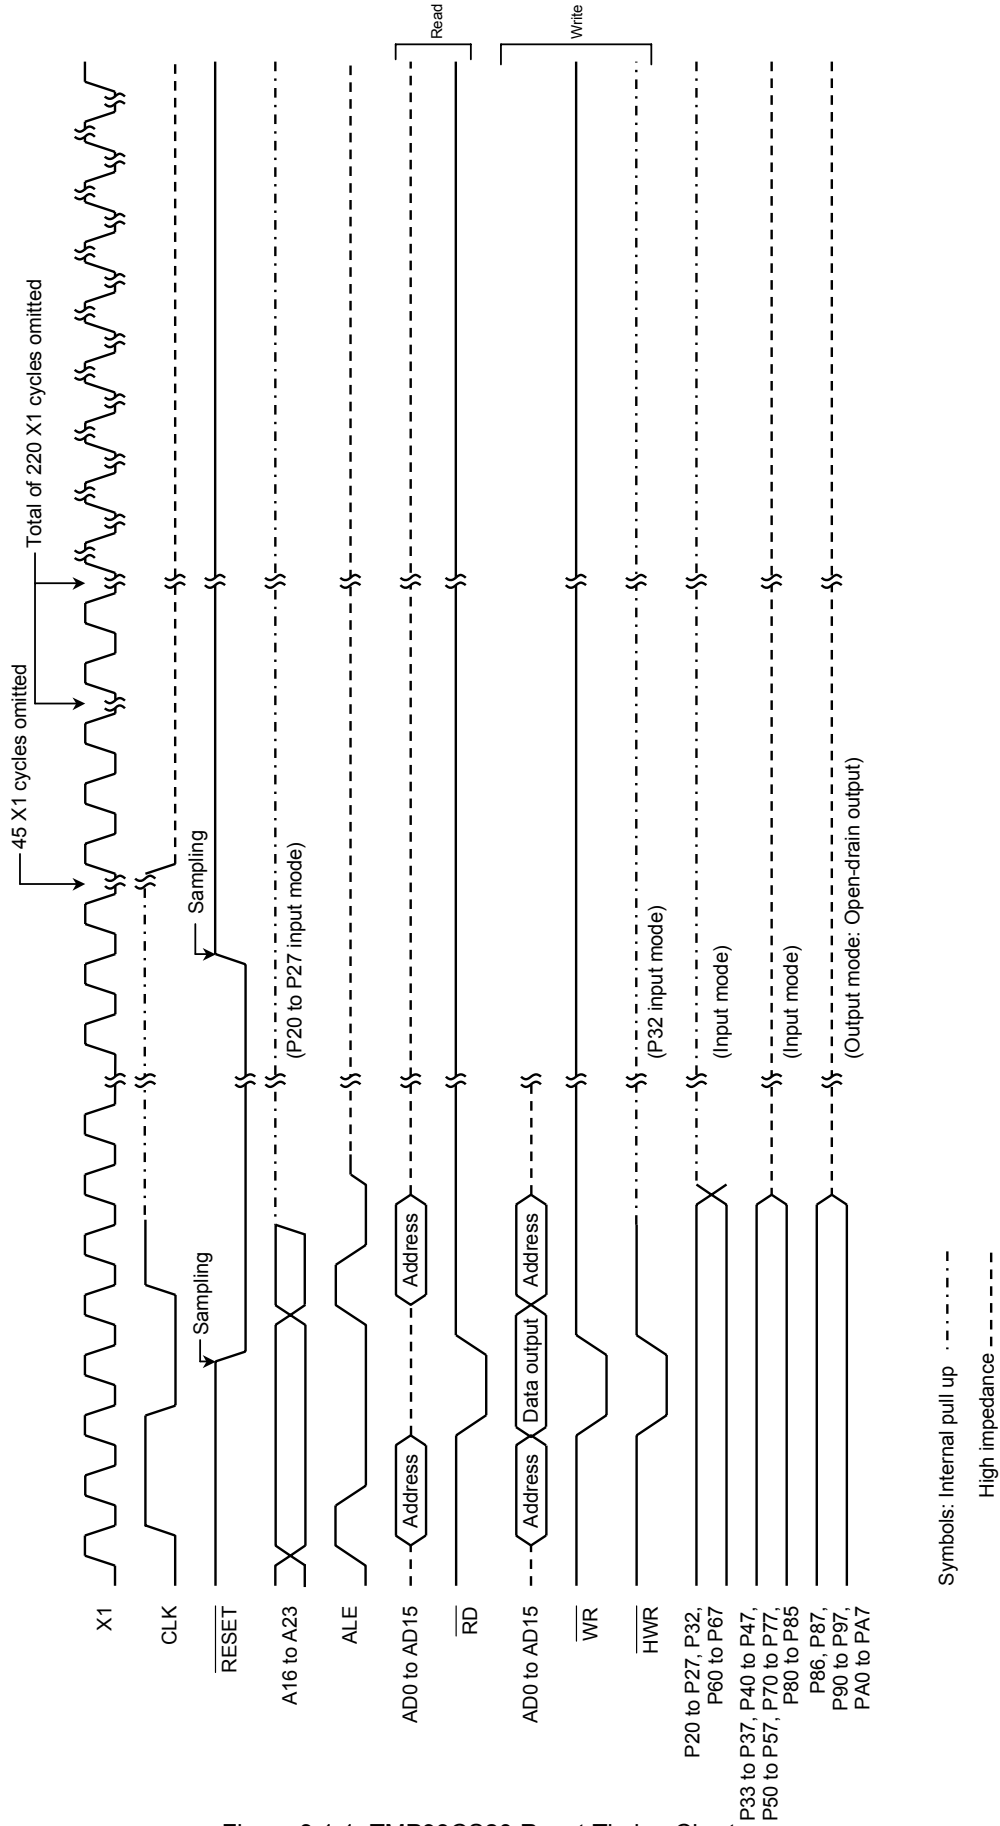 45 X1 cycles omitted
Total of 220 X1 cycles omitted
X1
CLK
RESET
Sampling
Sampling
A16 to A23
(P20 to P27 input mode)
ALE
Read
AD0 to AD15
Address
Address
RD
Write
AD0 to AD15
Address
Data output
Address
WR
HWR
(P32 input mode)
P20 to P27, P32,
P60 to P67
(Input mode)
P33 to P37, P40 to P47,
P50 to P57, P70 to P77,
P80 to P85
(Input mode)
P86, P87,
P90 to P97,
PA0 to PA7
(Output mode: Open-drain output)
Symbols: Internal pull up
High impedance